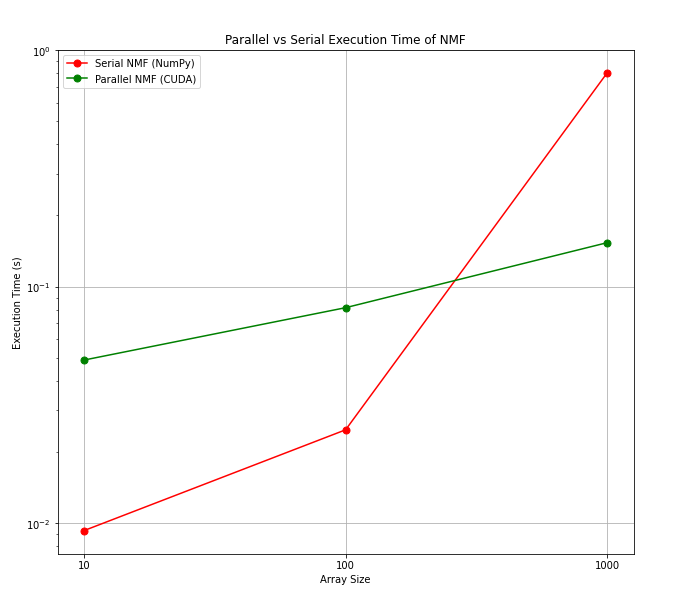 Parallel vs Serial Execution Time of NMF
Serial NMF (NumPy)
Parallel NMF (CUDA)
10⁰
10⁻¹
10⁻²
Execution Time (s)
10
100
1000
Array Size